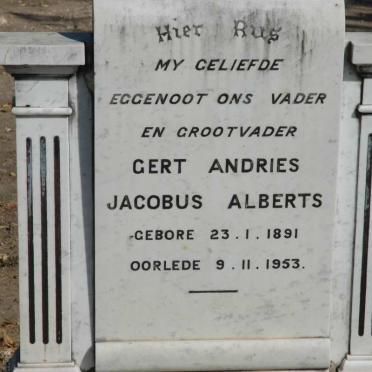 Hier Rus
MY GELIEFDE
EGGENOOT ONS VADER
EN GROOTVADER
GERT ANDRIES
JACOBUS ALBERTS
GEBORE 23.1.1891
OORLEDE 9.11.1953.